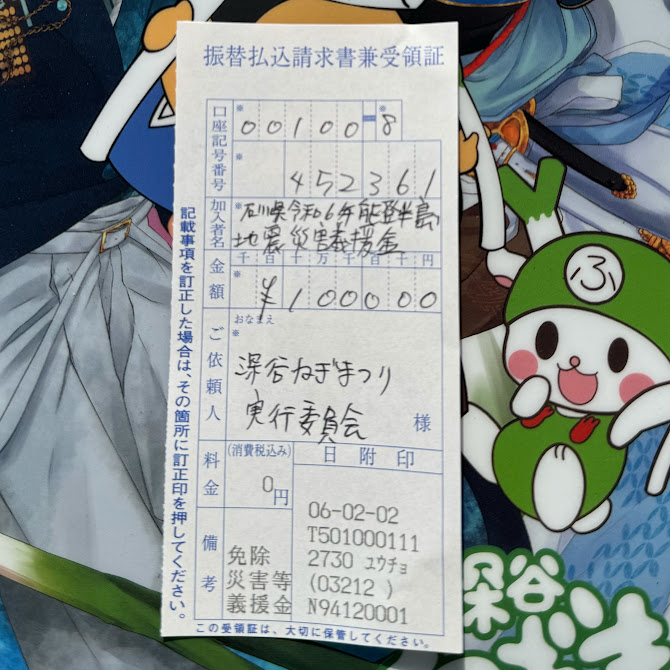 振替払込請求書兼受領証
口座記号番号
※
00100-8
※
※
452361
加入者名
※
石川県令和6年能登半島
地震災害義援金
金額
千百十万千百十円
※
¥100000
ご依頼人
おなまえ
※
深谷ねぎまつり
実行委員会
様
料金
(消費税込み)
0円
日附印
備考
免除
災害等
義援金
06-02-02
T501000111
2730 ユウチョ
(03212 )
N94120001
記載事項を訂正した場合は、その箇所に訂正印を押してください。
この受領証は、大切に保管してください。
ふ
深谷